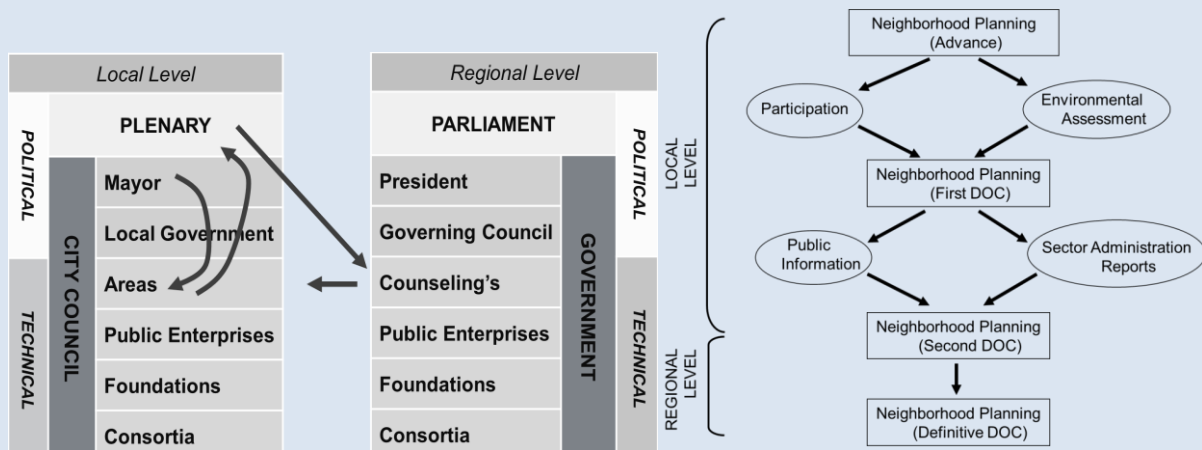 Local Level
POLITICAL
TECHNICAL
CITY COUNCIL
PLENARY
Mayor
Local Government
Areas
Public Enterprises
Foundations
Consortia
Regional Level
PARLIAMENT
President
Governing Council
Counseling’s
Public Enterprises
Foundations
Consortia
GOVERNMENT
POLITICAL
TECHNICAL
LOCAL
LEVEL
REGIONAL
LEVEL
Neighborhood Planning
(Advance)
Participation
Environmental
Assessment
Neighborhood Planning
(First DOC)
Public
Information
Sector Administration
Reports
Neighborhood Planning
(Second DOC)
Neighborhood Planning
(Definitive DOC)